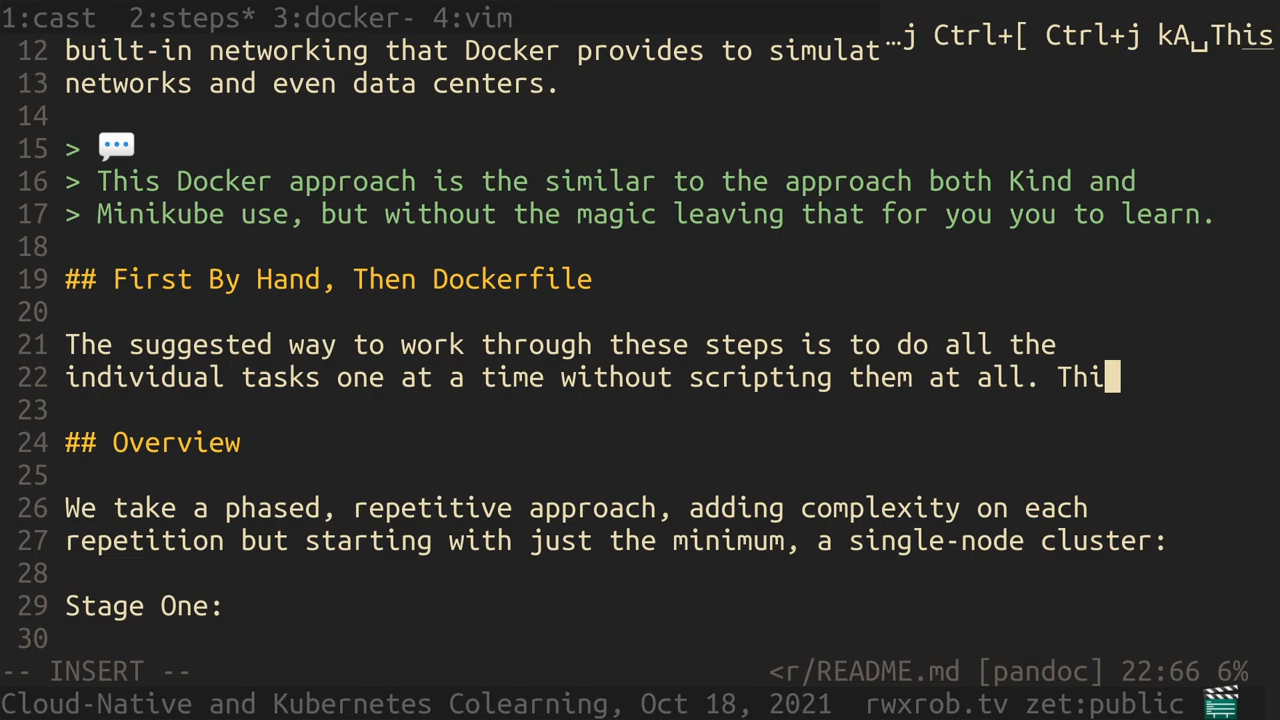 1:cast  2:steps* 3:docker- 4:vim
…j Ctrl+[ Ctrl+j kA␣This
12 built-in networking that Docker provides to simulat
13 networks and even data centers.
14
15 >
16 > This Docker approach is the similar to the approach both Kind and
17 > Minikube use, but without the magic leaving that for you you to learn.
18
19 ## First By Hand, Then Dockerfile
20
21 The suggested way to work through these steps is to do all the
22 individual tasks one at a time without scripting them at all. Thi
23
24 ## Overview
25
26 We take a phased, repetitive approach, adding complexity on each
27 repetition but starting with just the minimum, a single-node cluster:
28
29 Stage One:
30
-- INSERT -- <r/README.md [pandoc] 22:66 6%
Cloud-Native and Kubernetes Colearning, Oct 18, 2021 rwxrob.tv zet:public